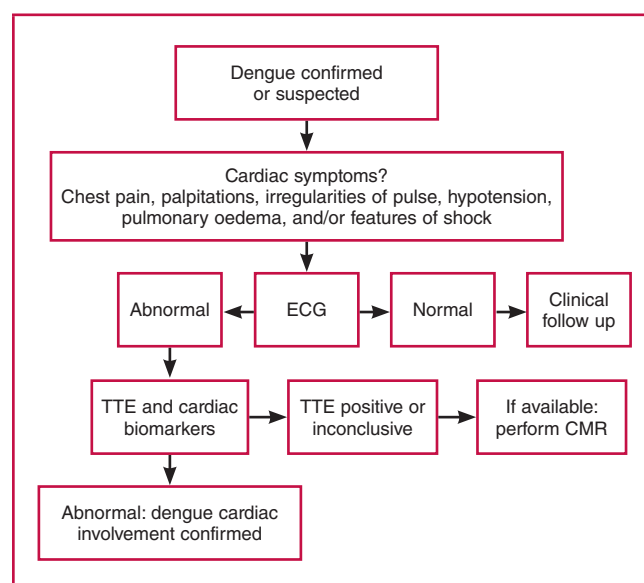 Dengue confirmed
or suspected
Cardiac symptoms?
Chest pain, palpitations, irregularities of pulse, hypotension,
pulmonary oedema, and/or features of shock
Abnormal
ECG
Normal
Clinical
follow up
TTE and cardiac
biomarkers
TTE positive or
inconclusive
If available:
perform CMR
Abnormal: dengue cardiac
involvement confirmed